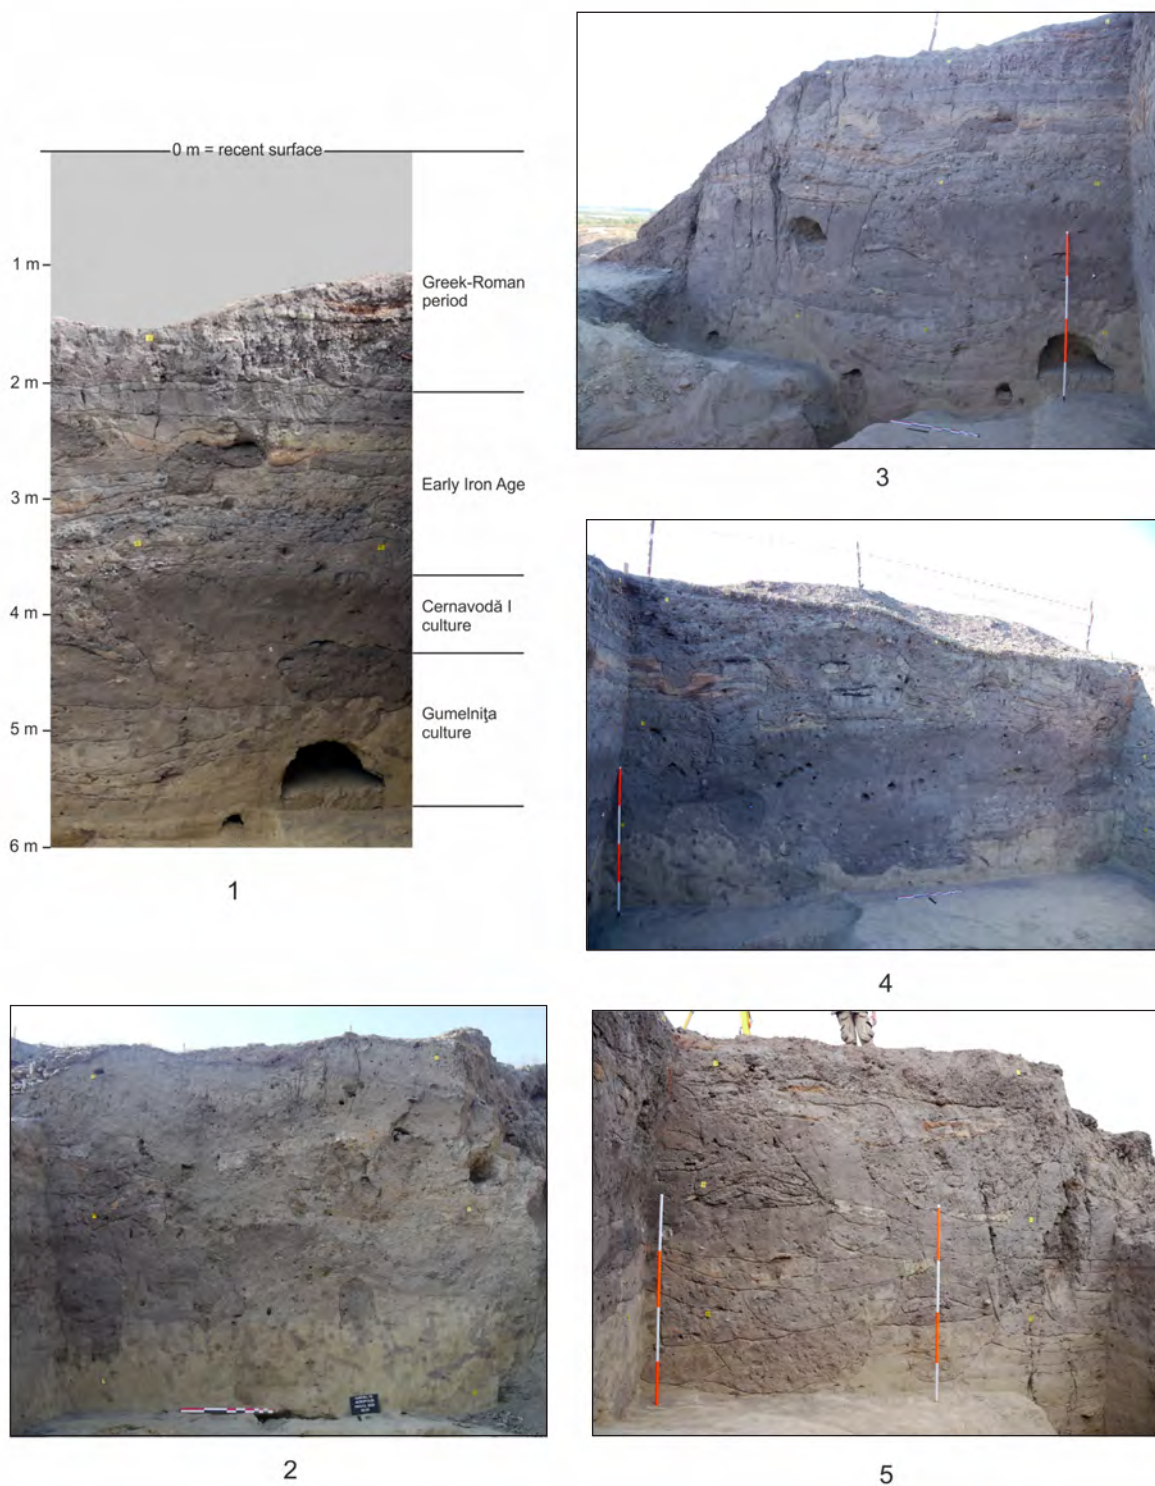 0 m = recent surface
1 m
Greek-Roman
period
2 m
Early Iron Age
3 m
4 m
Cernavodă I
culture
Gumelniţa
culture
5 m
6 m
1
2
3
4
5